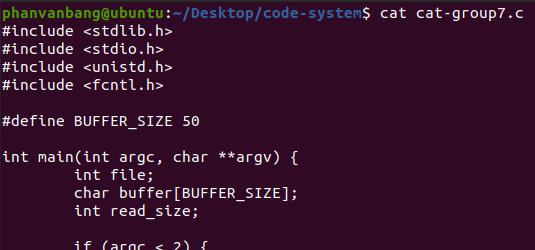 phanvanbang@ubuntu:~/Desktop/code-system$ cat cat-group7.c
#include <stdlib.h>
#include <stdio.h>
#include <unistd.h>
#include <fcntl.h>

#define BUFFER_SIZE 50

int main(int argc, char **argv) {
        int file;
        char buffer[BUFFER_SIZE];
        int read_size;

        if (argc < 2) {